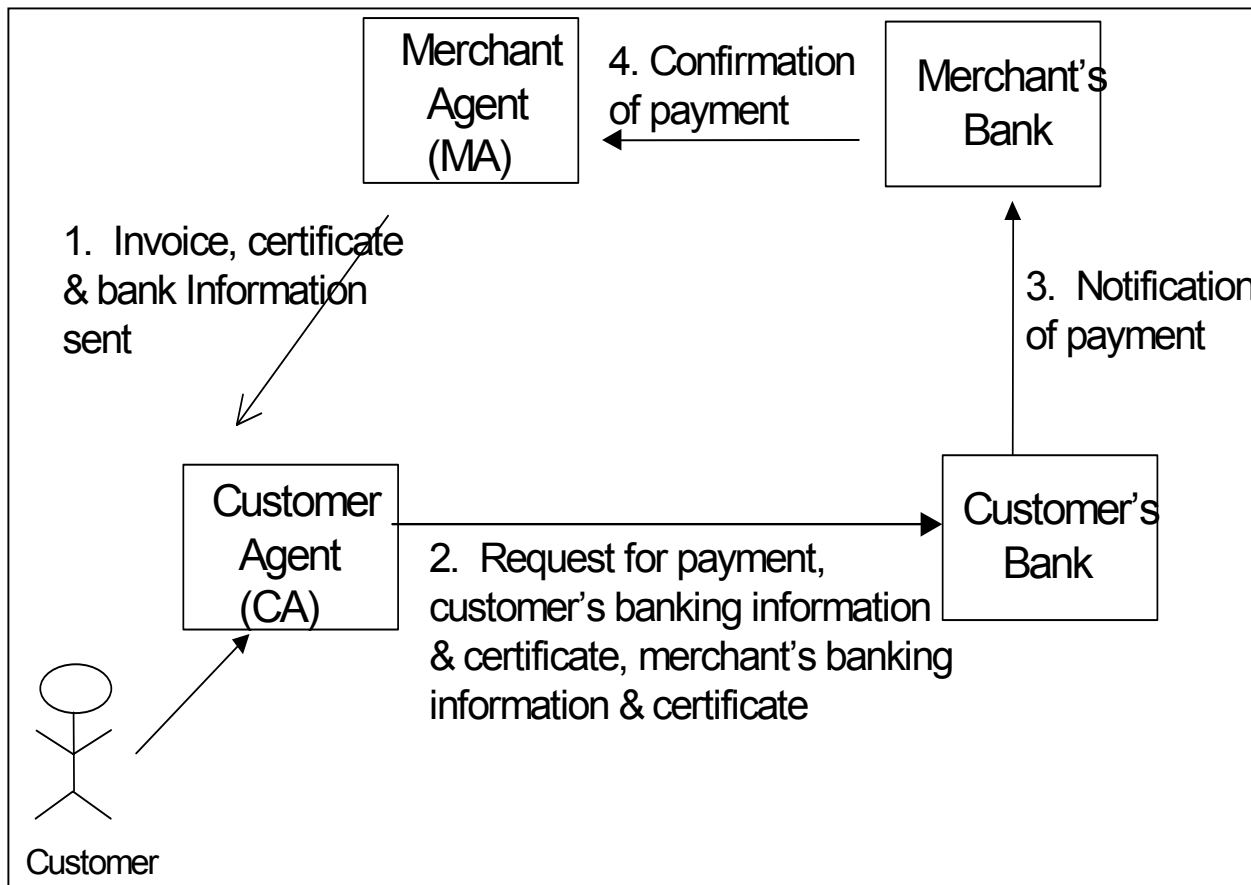 Merchant
Agent
(MA)
4. Confirmation
of payment
Merchant's
Bank
1. Invoice, certificate
& bank Information
sent
3. Notification
of payment
Customer
Agent
(CA)
2. Request for payment,
customer's banking information
& certificate, merchant's banking
information & certificate
Customer's
Bank
Customer